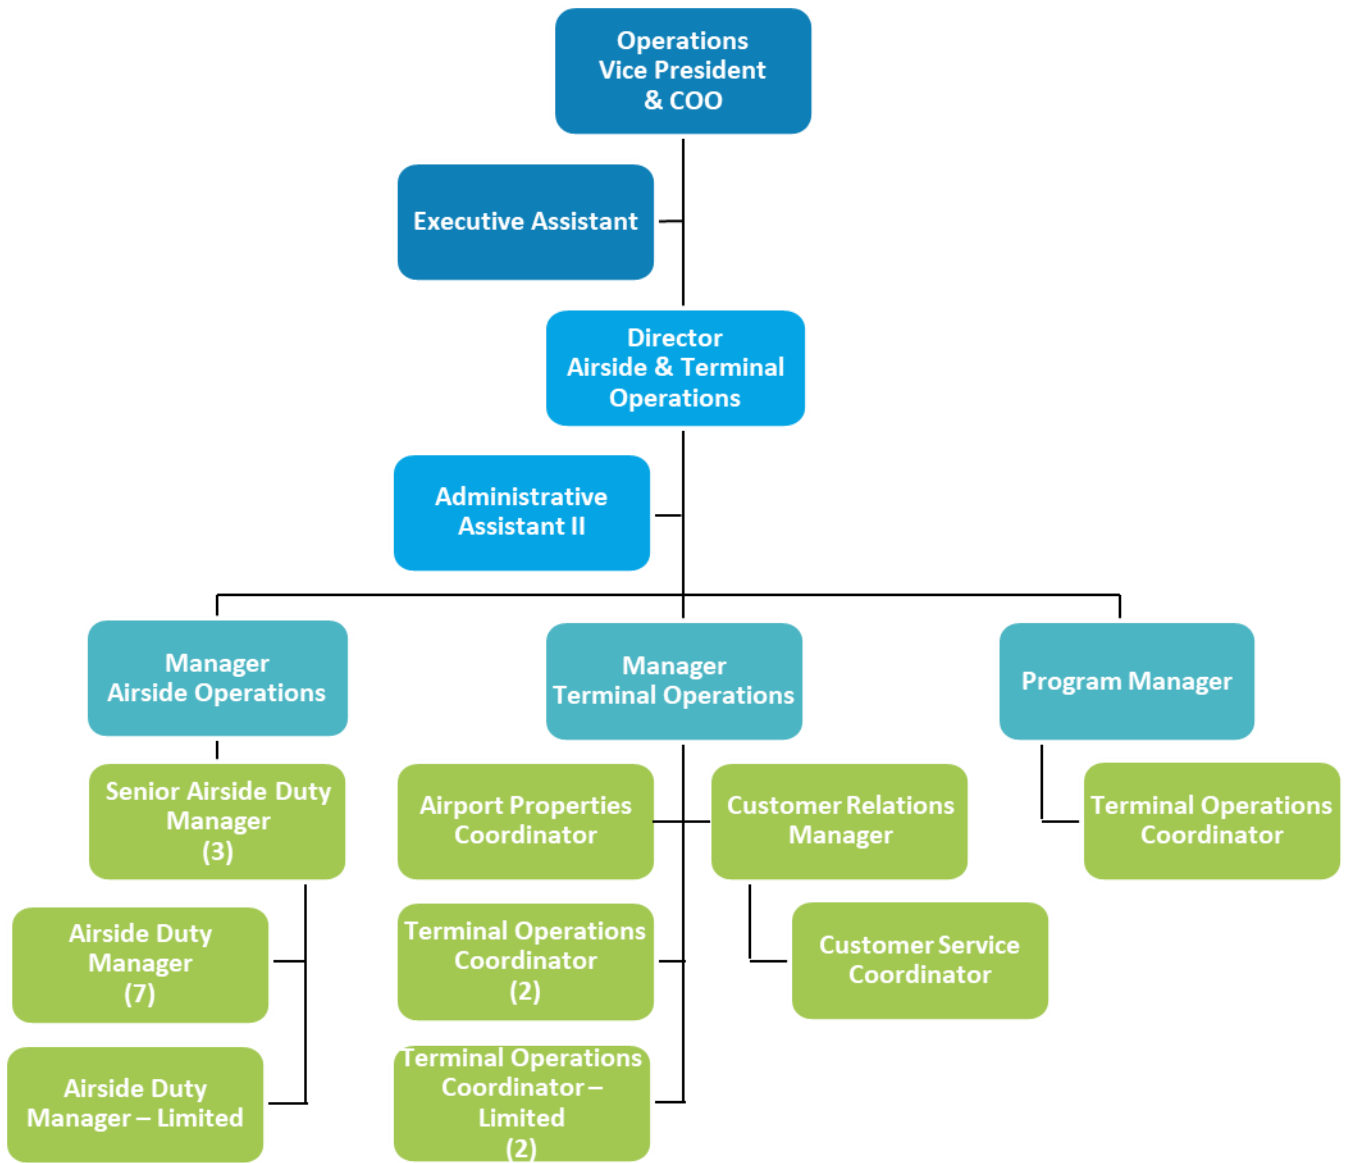 Operations
Vice President
& COO
Executive Assistant
Director
Airside & Terminal
Operations
Administrative
Assistant II
Manager
Airside Operations
Manager
Terminal Operations
Program Manager
Senior Airside Duty
Manager
(3)
Airport Properties
Coordinator
Customer Relations
Manager
Terminal Operations
Coordinator
Airside Duty
Manager
(7)
Terminal Operations
Coordinator
(2)
Customer Service
Coordinator
Airside Duty
Manager – Limited
Terminal Operations
Coordinator –
Limited
(2)